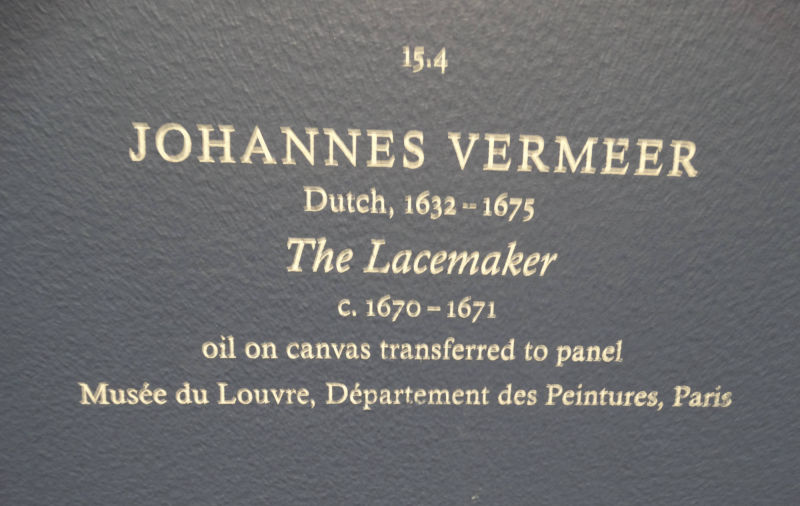 15.4
JOHANNES VERMEER
Dutch, 1632 – 1675
The Lacemaker
c. 1670 – 1671
oil on canvas transferred to panel
Musée du Louvre, Département des Peintures, Paris